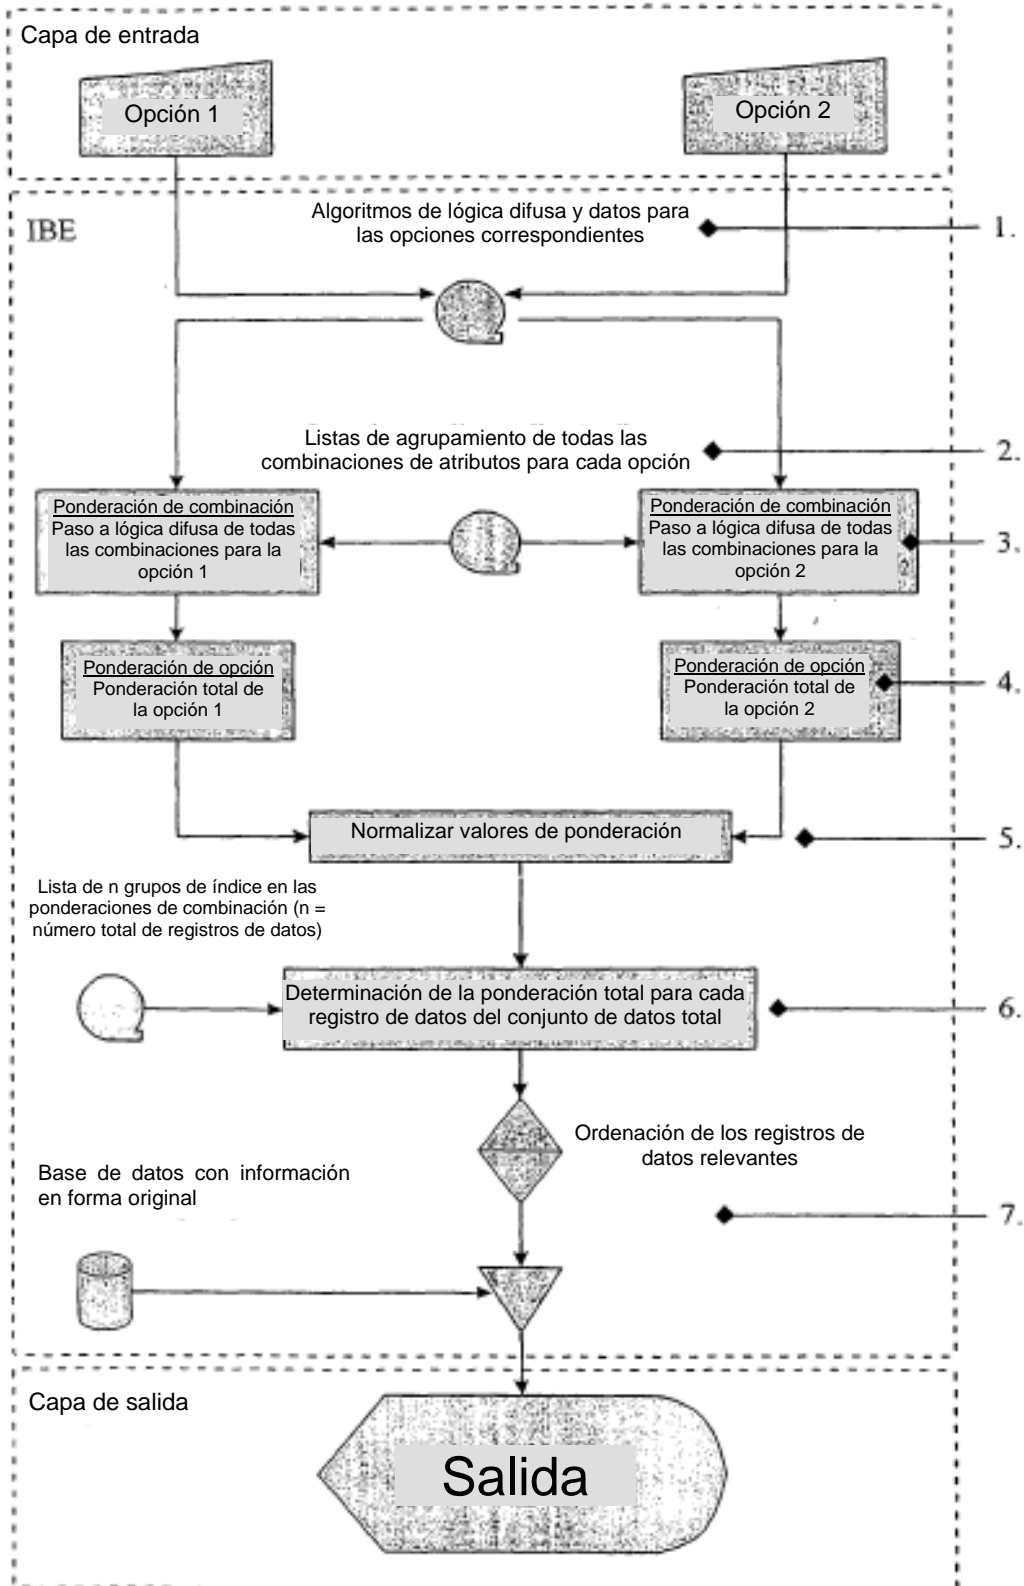 Capa de entrada
Opción 1
Opción 2
IBE
Algoritmos de lógica difusa y datos para
las opciones correspondientes
1.
Listas de agrupamiento de todas las
combinaciones de atributos para cada opción
2.
Ponderación de combinación
Paso a lógica difusa de todas
las combinaciones para la
opción 1
Ponderación de combinación
Paso a lógica difusa de todas
las combinaciones para la
opción 2
2
3.
Ponderación de opción
Ponderación total de
la opción 1
Ponderación de opción
Ponderación total de
la opción 2
4.
Normalizar valores de ponderación
5.
Lista de n grupos de índice en las
ponderaciones de combinación (n =
número total de registros de datos)
Determinación de la ponderación total para cada
registro de datos del conjunto de datos total
6.
Ordenación de los registros de
datos relevantes
Base de datos con información
en forma original
7.
Capa de salida
Salida